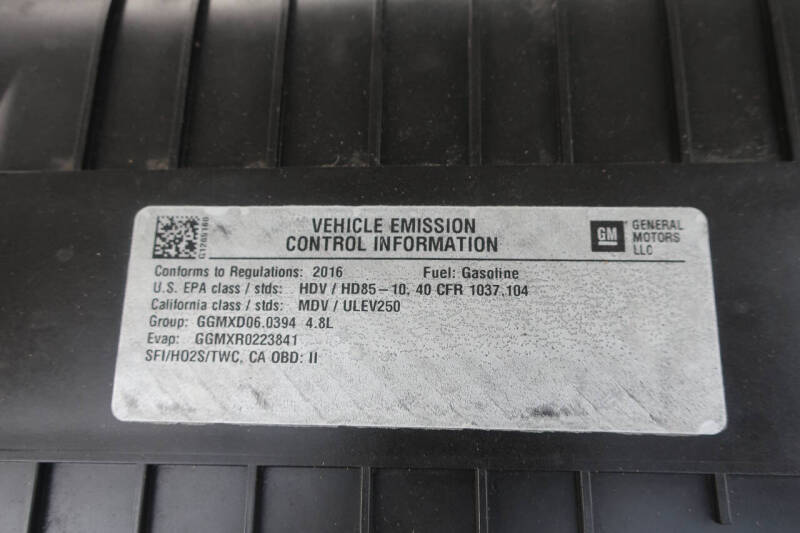 VEHICLE EMISSION
CONTROL INFORMATION
GM
GENERAL
MOTORS
LLC
Conforms to Regulations: 2016 Fuel: Gasoline
U.S. EPA class / stds: HDV / HD85-10, 40 CFR 1037.104
California class / stds: MDV / ULEV250
Group: GGMXD06.0394 4.8L
Evap: GGMXR0223841
SFI/HO2S/TWC, CA OBD: II